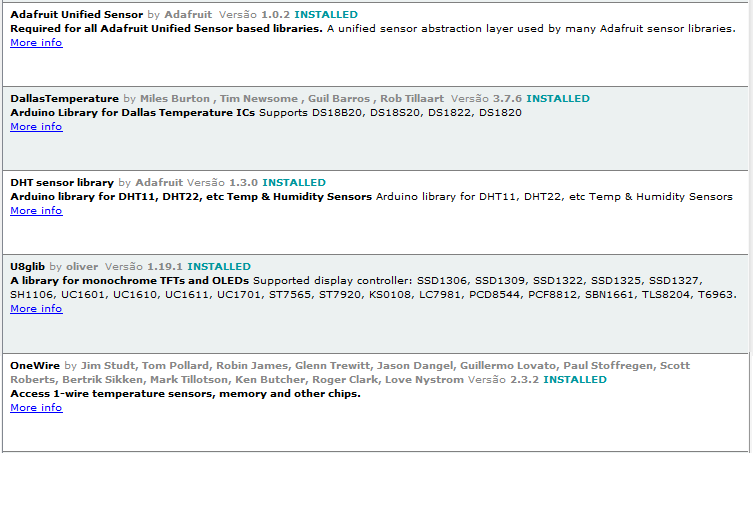 Adafruit Unified Sensor by Adafruit Versão 1.0.2 INSTALLED
Required for all Adafruit Unified Sensor based libraries. A unified sensor abstraction layer used by many Adafruit sensor libraries.
More info
DallasTemperature by Miles Burton , Tim Newsome , Guil Barros , Rob Tillaart Versão 3.7.6 INSTALLED
Arduino Library for Dallas Temperature ICs Supports DS18B20, DS18S20, DS1822, DS1820
More info
DHT sensor library by Adafruit Versão 1.3.0 INSTALLED
Arduino library for DHT11, DHT22, etc Temp & Humidity Sensors Arduino library for DHT11, DHT22, etc Temp & Humidity Sensors
More info
U8glib by oliver Versão 1.19.1 INSTALLED
A library for monochrome TFTs and OLEDs Supported display controller: SSD1306, SSD1309, SSD1322, SSD1325, SSD1327,
SH1106, UC1601, UC1610, UC1611, UC1701, ST7565, ST7920, KS0108, LC7981, PCD8544, PCF8812, SBN1661, TLS8204, T6963.
More info
OneWire by Jim Studt, Tom Pollard, Robin James, Glenn Trewitt, Jason Dangel, Guillermo Lovato, Paul Stoffregen, Scott
Roberts, Bertrik Sikken, Mark Tillotson, Ken Butcher, Roger Clark, Love Nystrom Versão 2.3.2 INSTALLED
Access 1-wire temperature sensors, memory and other chips.
More info